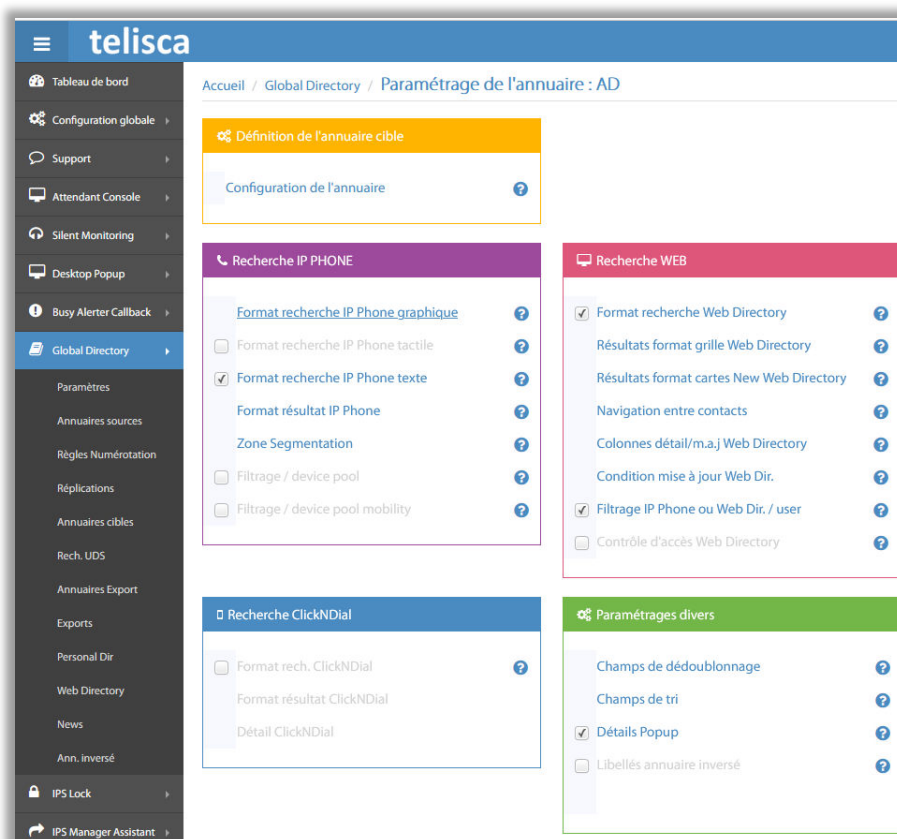 telisca
Tableau de bord
Configuration globale
Support
Attendant Console
Silent Monitoring
Desktop Popup
Busy Alerter Callback
Global Directory
Paramètres
Annuaires sources
Règles Numérotation
Réplications
Annuaires cibles
Rech. UDS
Annuaires Export
Exports
Personal Dir
Web Directory
News
Ann. inversé
IPS Lock
IPS Manager Assistant
Accueil / Global Directory / Paramétrage de l'annuaire : AD
Définition de l'annuaire cible
Configuration de l'annuaire
Recherche IP PHONE
Format recherche IP Phone graphique
Format recherche IP Phone tactile
Format recherche IP Phone texte
Format résultat IP Phone
Zone Segmentation
Filtrage / device pool
Filtrage / device pool mobility
Recherche WEB
Format recherche Web Directory
Résultats format grille Web Directory
Résultats format cartes New Web Directory
Navigation entre contacts
Colonnes détail/m.a.j Web Directory
Condition mise à jour Web Dir.
Filtrage IP Phone ou Web Dir. / user
Contrôle d'accès Web Directory
Recherche ClickNDial
Format rech. ClickNDial
Format résultat ClickNDial
Détail ClickNDial
Paramétrages divers
Champs de dédoublonnage
Champs de tri
Détails Popup
Libellés annuaire inversé